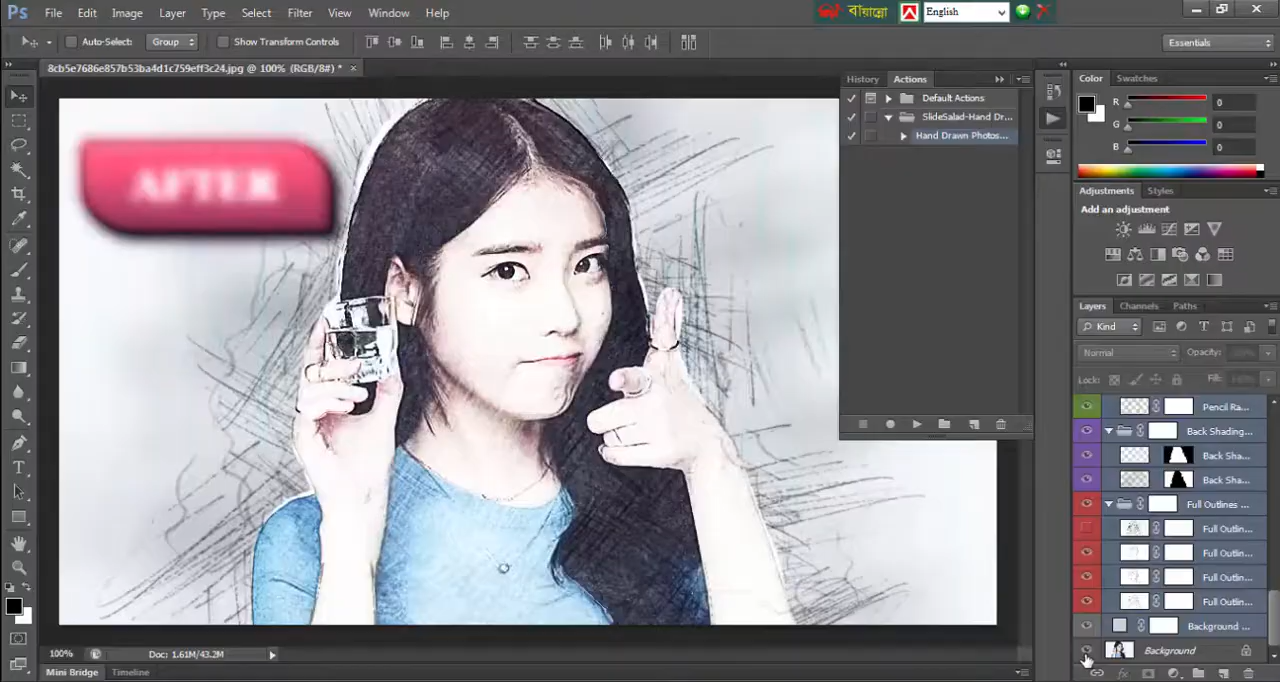 Ps File Edit Image Layer Type Select Filter View Window Help বায়ান্নো English
Auto-Select: Group Show Transform Controls Essentials
8cb5e7686e857b53ba4d1c759eff3c24.jpg @ 100% (RGB/8#) *
History Actions
Default Actions
SlideSalad-Hand Dr...
Hand Drawn Photos...
AFTER
Color Swatches
R 0
G 0
B 0
Adjustments Styles
Add an adjustment
Layers Channels Paths
Kind
Normal Opacity:
Lock: Fill:
Pencil Ra...
Back Shading...
Back Sha...
Back Sha...
Full Outlines
Full Outlin...
Full Outlin...
Full Outlin...
Full Outlin...
Background ...
Background
100% Doc: 1.61M/43.2M
Mini Bridge Timeline